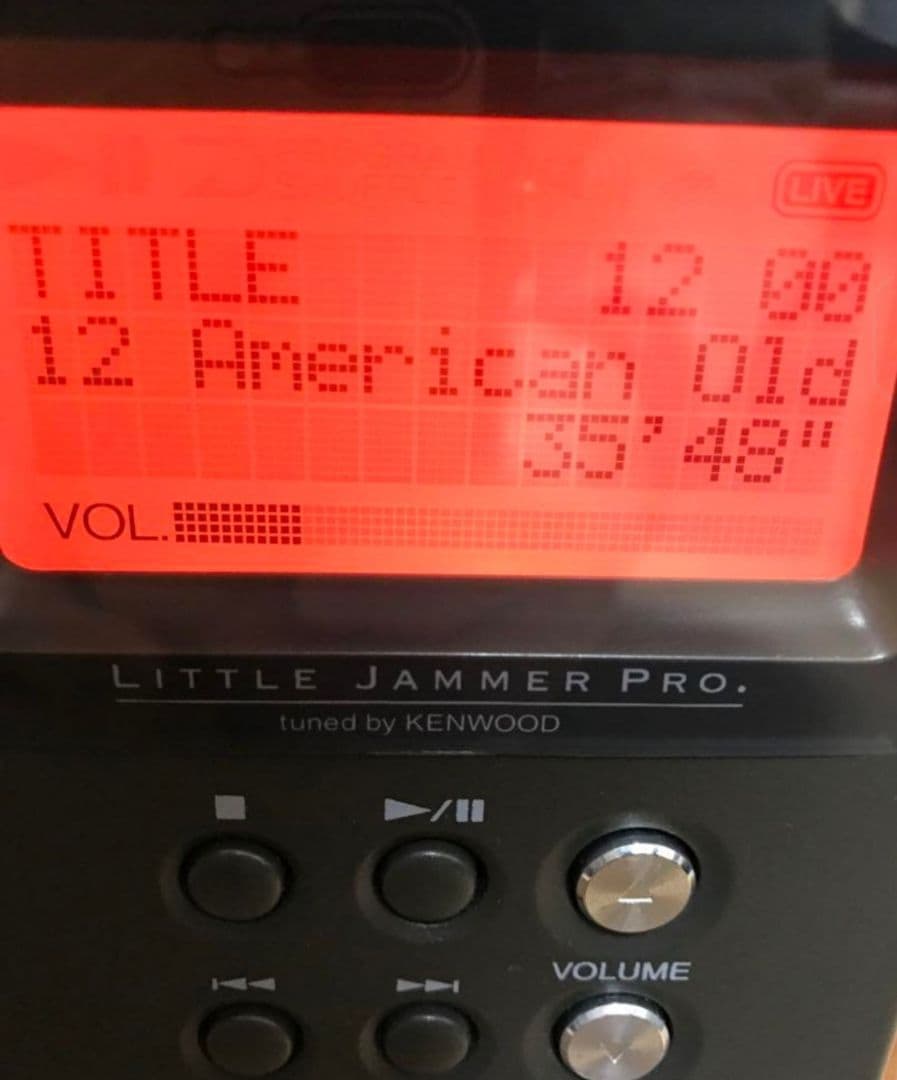 LIVE
TITLE 12 00
12 American Old
35'48"
VOL.
LITTLE JAMMER PRO.
tuned by KENWOOD
VOLUME